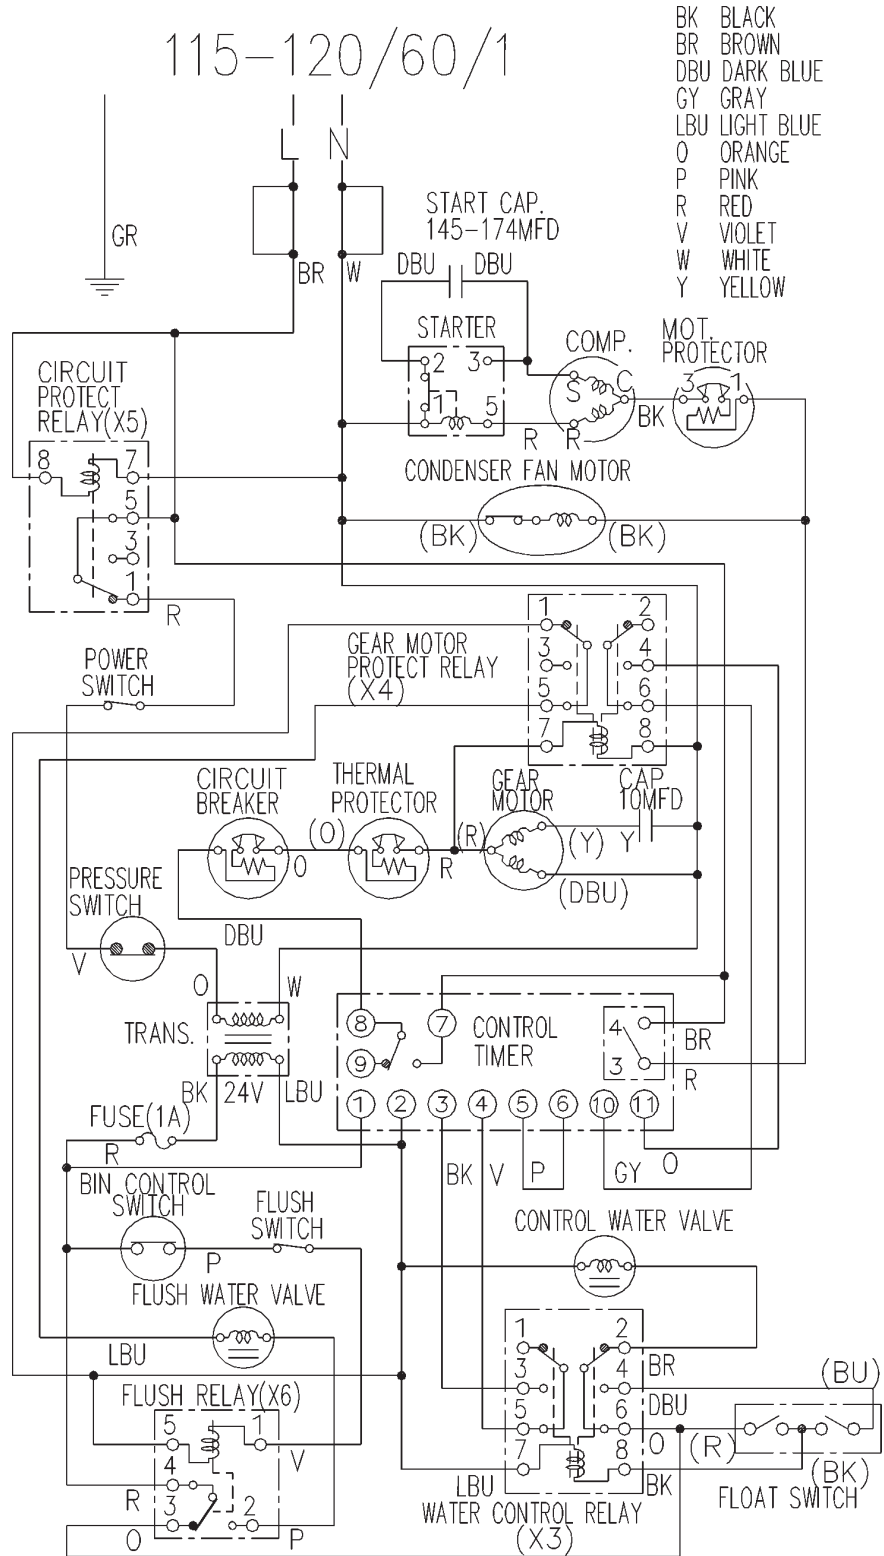 115-120/60/1
BK BLACK
BR BROWN
DBU DARK BLUE
GY GRAY
LBU LIGHT BLUE
O ORANGE
P PINK
R RED
V VIOLET
W WHITE
Y YELLOW
L N
GR
BR W
START CAP.
145-174MFD
DBU DBU
STARTER
2 3
1 5
COMP.
S C
R R
BK
MOT.
PROTECTOR
3 1
CIRCUIT
PROTECT
RELAY(X5)
8 7
5
3
1
R
CONDENSER FAN MOTOR
(BK) (BK)
POWER
SWITCH
GEAR MOTOR
PROTECT RELAY
(X4)
1 2
3 4
5 6
7 8
CIRCUIT
BREAKER
THERMAL
PROTECTOR
GEAR
MOTOR
CAP.
10MFD
(O) (R) (Y) Y
O R
(DBU)
PRESSURE
SWITCH
V
DBU
O W
TRANS.
BK 24V LBU
8 7
9
CONTROL
TIMER
4
3
BR
R
1 2 3 4 5 6 10 11
FUSE(1A)
R
BK V P GY O
BIN CONTROL
SWITCH
FLUSH
SWITCH
P
CONTROL WATER VALVE
FLUSH WATER VALVE
LBU
1 2
3 4
5 6
7 8
BR
DBU
O
BK
(BU)
(R)
(BK)
FLOAT SWITCH
LBU
WATER CONTROL RELAY
(X3)
FLUSH RELAY(X6)
5 1
4
3 2
V
R
O P